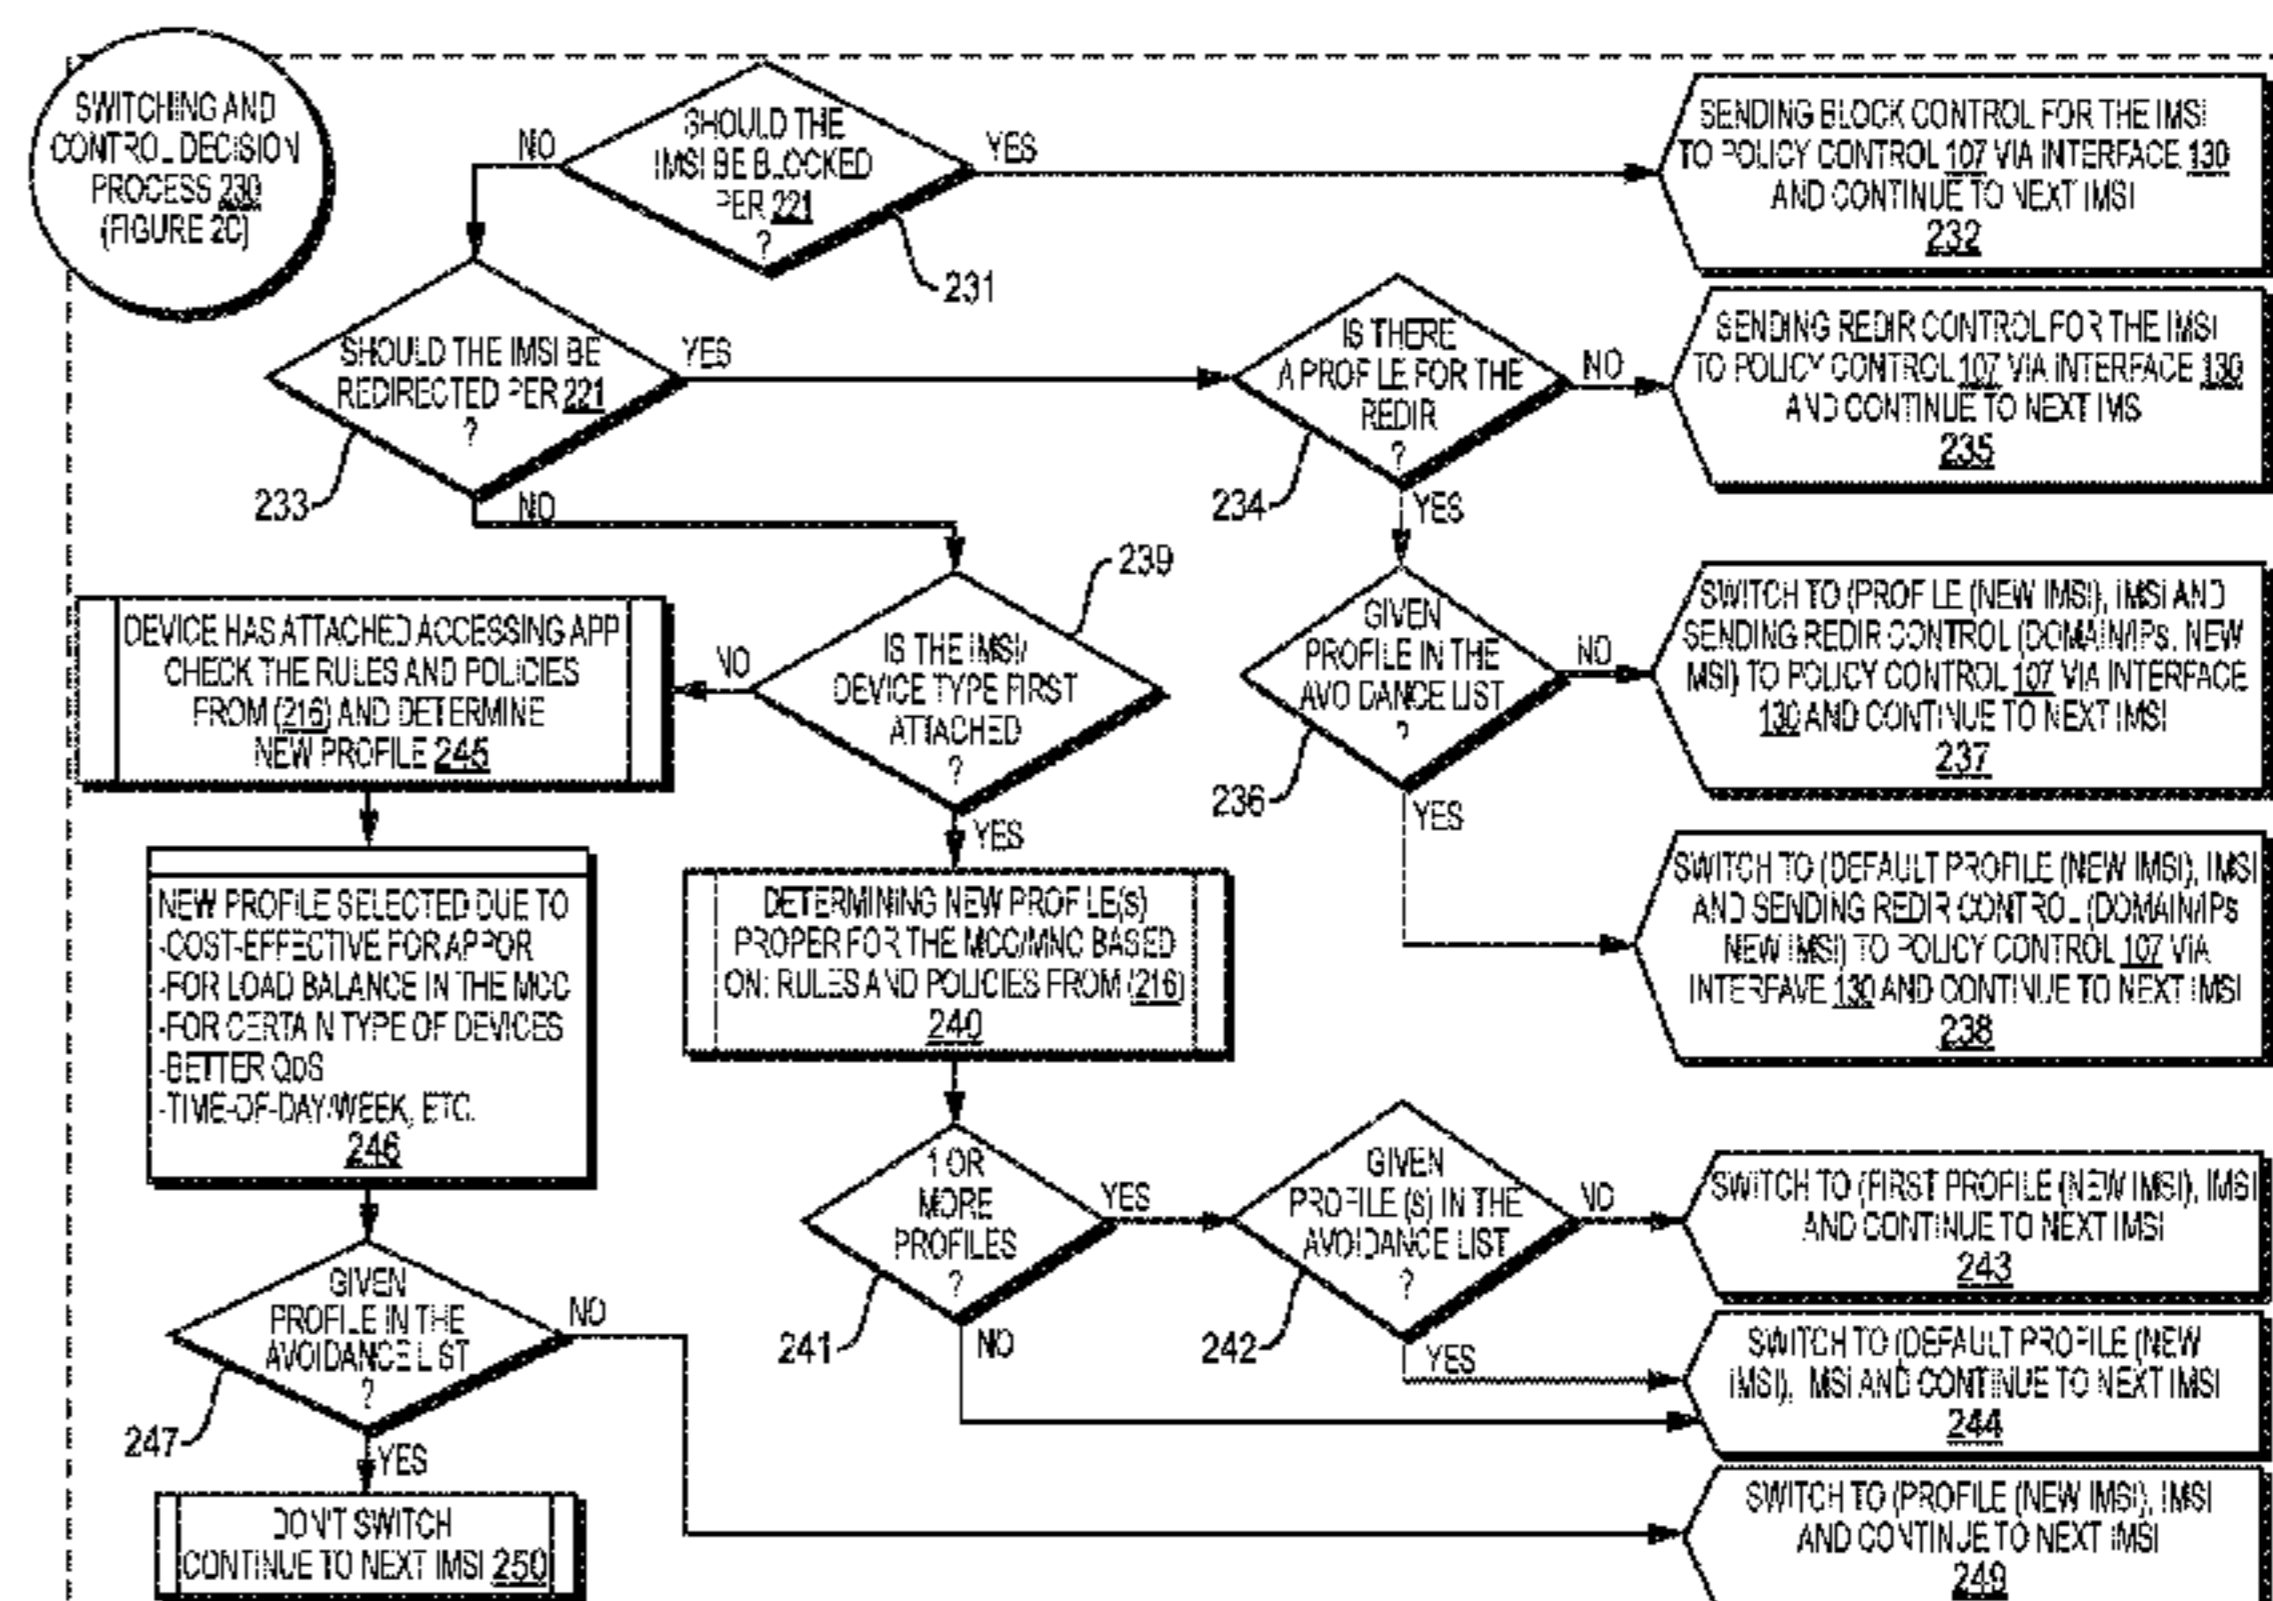 SWITCHING AND
CONTROL DECISION
PROCESS 230
(FIGURE 2C)
SHOULD THE
IMSI BE BLOCKED
PER 221
?
NO
YES
231
SENDING BLOCK CONTROL FOR THE IMSI
TO POLICY CONTROL 107 VIA INTERFACE 130
AND CONTINUE TO NEXT IMSI
232
SHOULD THE IMSI BE
REDIRECTED PER 221
?
YES
NO
233
IS THERE
A PROFILE FOR THE
REDIR
?
NO
YES
234
SENDING REDIR CONTROL FOR THE IMSI
TO POLICY CONTROL 107 VIA INTERFACE 130
AND CONTINUE TO NEXT IMS
235
239
IS THE IMSI/
DEVICE TYPE FIRST
ATTACHED
?
NO
YES
GIVEN
PROFILE IN THE
AVOIDANCE LIST
?
NO
YES
236
SWITCH TO (PROFILE (NEW IMSI), IMSI AND
SENDING REDIR CONTROL (DOMAIN/IPs, NEW
IMSI) TO POLICY CONTROL 107 VIA INTERFACE
130 AND CONTINUE TO NEXT IMSI
237
DEVICE HAS ATTACHED ACCESSING APP
CHECK THE RULES AND POLICIES
FROM (216) AND DETERMINE
NEW PROFILE 245
SWITCH TO (DEFAULT PROFILE (NEW IMSI), IMSI
AND SENDING REDIR CONTROL (DOMAIN/IPs
NEW IMSI) TO POLICY CONTROL 107 VIA
INTERFAVE 130 AND CONTINUE TO NEXT IMSI
238
NEW PROFILE SELECTED DUE TO
-COST-EFFECTIVE FOR APPOR
-FOR LOAD BALANCE IN THE MCC
-FOR CERTAIN TYPE OF DEVICES
-BETTER QoS
-TIME-OF-DAY/WEEK, ETC.
246
DETERMINING NEW PROFILE(s)
PROPER FOR THE MCC/MNC BASED
ON: RULES AND POLICIES FROM (216)
240
1 OR
MORE
PROFILES
?
YES
NO
241
GIVEN
PROFILE (s) IN THE
AVOIDANCE LIST
?
NO
YES
242
SWITCH TO (FIRST PROFILE (NEW IMSI), IMSI
AND CONTINUE TO NEXT IMSI
243
SWITCH TO (DEFAULT PROFILE (NEW
IMSI), IMSI AND CONTINUE TO NEXT IMSI
244
GIVEN
PROFILE IN THE
AVOIDANCE LIST
?
NO
YES
247
DON'T SWITCH
CONTINUE TO NEXT IMSI 250
SWITCH TO (PROFILE (NEW IMSI), IMSI
AND CONTINUE TO NEXT IMSI
249